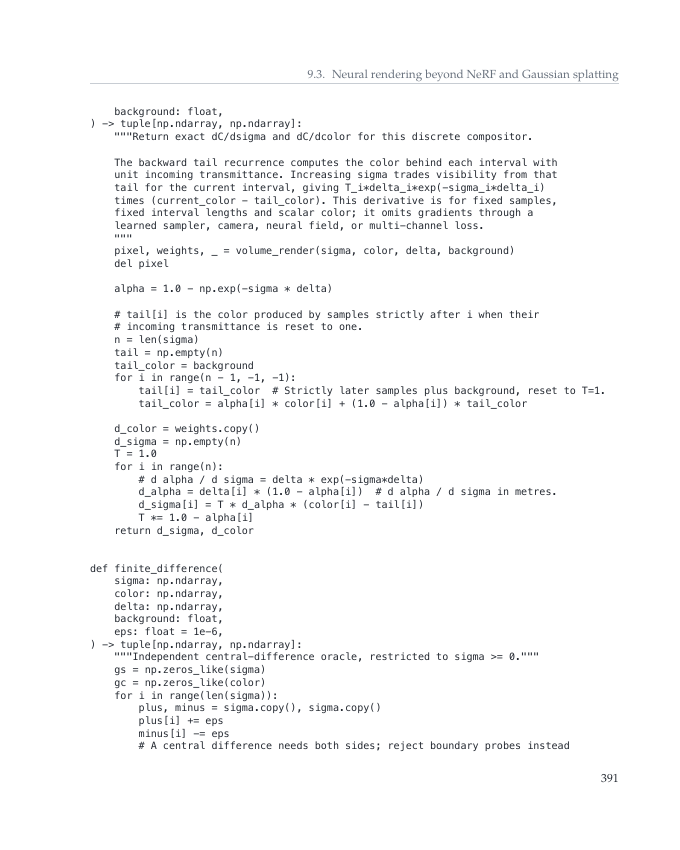 9.3. Neural rendering beyond NeRF and Gaussian splatting
    background: float,
) -> tuple[np.ndarray, np.ndarray]:
    """Return exact dC/dsigma and dC/dcolor for this discrete compositor.

    The backward tail recurrence computes the color behind each interval with
    unit incoming transmittance. Increasing sigma trades visibility from that
    tail for the current interval, giving T_i*delta_i*exp(-sigma_i*delta_i)
    times (current_color - tail_color). This derivative is for fixed samples,
    fixed interval lengths and scalar color; it omits gradients through a
    learned sampler, camera, neural field, or multi-channel loss.
    """
    pixel, weights, _ = volume_render(sigma, color, delta, background)
    del pixel

    alpha = 1.0 - np.exp(-sigma * delta)

    # tail[i] is the color produced by samples strictly after i when their
    # incoming transmittance is reset to one.
    n = len(sigma)
    tail = np.empty(n)
    tail_color = background
    for i in range(n - 1, -1, -1):
        tail[i] = tail_color  # Strictly later samples plus background, reset to T=1.
        tail_color = alpha[i] * color[i] + (1.0 - alpha[i]) * tail_color

    d_color = weights.copy()
    d_sigma = np.empty(n)
    T = 1.0
    for i in range(n):
        # d alpha / d sigma = delta * exp(-sigma*delta)
        d_alpha = delta[i] * (1.0 - alpha[i])  # d alpha / d sigma in metres.
        d_sigma[i] = T * d_alpha * (color[i] - tail[i])
        T *= 1.0 - alpha[i]
    return d_sigma, d_color


def finite_difference(
    sigma: np.ndarray,
    color: np.ndarray,
    delta: np.ndarray,
    background: float,
    eps: float = 1e-6,
) -> tuple[np.ndarray, np.ndarray]:
    """Independent central-difference oracle, restricted to sigma >= 0."""
    gs = np.zeros_like(sigma)
    gc = np.zeros_like(color)
    for i in range(len(sigma)):
        plus, minus = sigma.copy(), sigma.copy()
        plus[i] += eps
        minus[i] -= eps
        # A central difference needs both sides; reject boundary probes instead
391